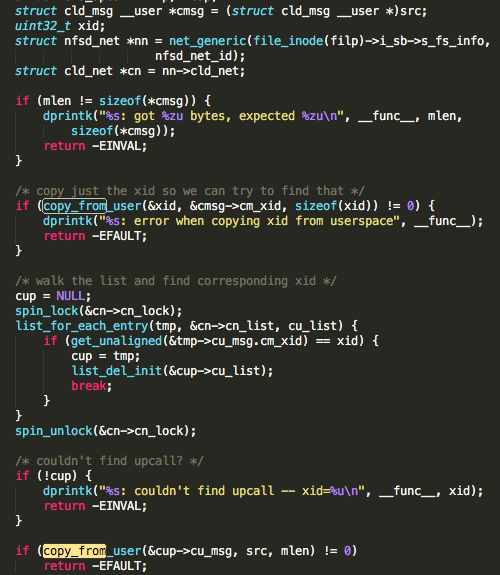 struct cld_msg __user *cmsg = (struct cld_msg __user *)src;
uint32_t xid;
struct nfsd_net *nn = net_generic(file_inode(filp)->i_sb->s_fs_info,
nfsd_net_id);
struct cld_net *cn = nn->cld_net;
if (mlen != sizeof(*cmsg)) {
dprintk("%s: got %zu bytes, expected %zu\n", __func__, mlen,
sizeof(*cmsg));
return -EINVAL;
}
/* copy just the xid so we can try to find that */
if (copy_from_user(&xid, &cmsg->cm_xid, sizeof(xid)) != 0) {
dprintk("%s: error when copying xid from userspace", __func__);
return -EFAULT;
}
/* walk the list and find corresponding xid */
cup = NULL;
spin_lock(&cn->cn_lock);
list_for_each_entry(tmp, &cn->cn_list, cu_list) {
if (get_unaligned(&tmp->cu_msg.cm_xid) == xid) {
cup = tmp;
list_del_init(&cup->cu_list);
break;
}
}
spin_unlock(&cn->cn_lock);
/* couldn't find upcall? */
if (!cup) {
dprintk("%s: couldn't find upcall -- xid=%u\n", __func__, xid);
return -EINVAL;
}
if (copy_from_user(&cup->cu_msg, src, mlen) != 0)
return -EFAULT;